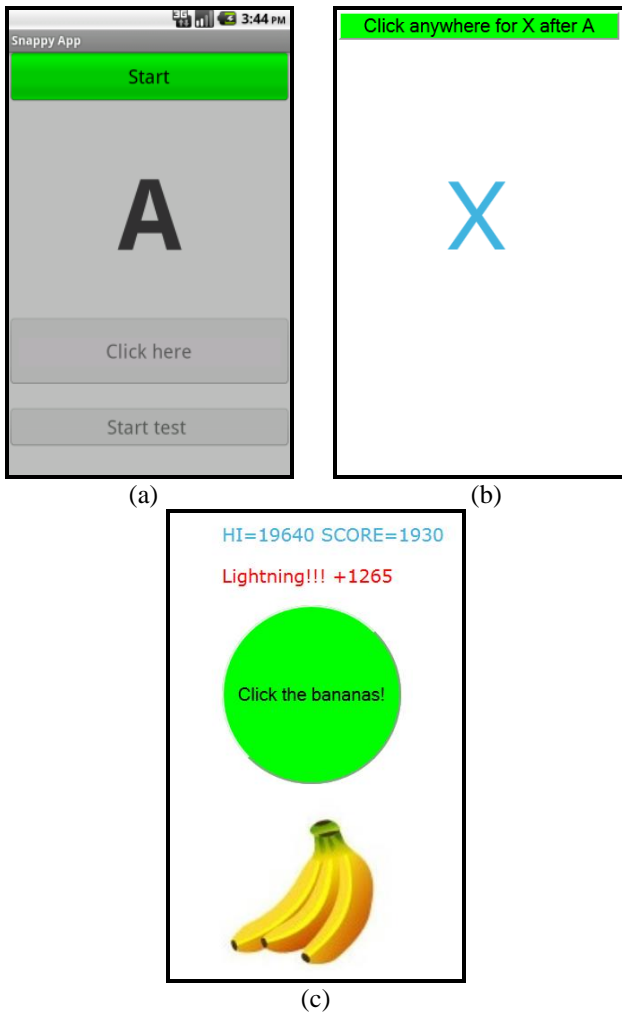 3G 3:44 PM
Snappy App
Start
A
Click here
Start test
(a)
Click anywhere for X after A
X
(b)
HI=19640 SCORE=1930
Lightning!!! +1265
Click the bananas!
(c)